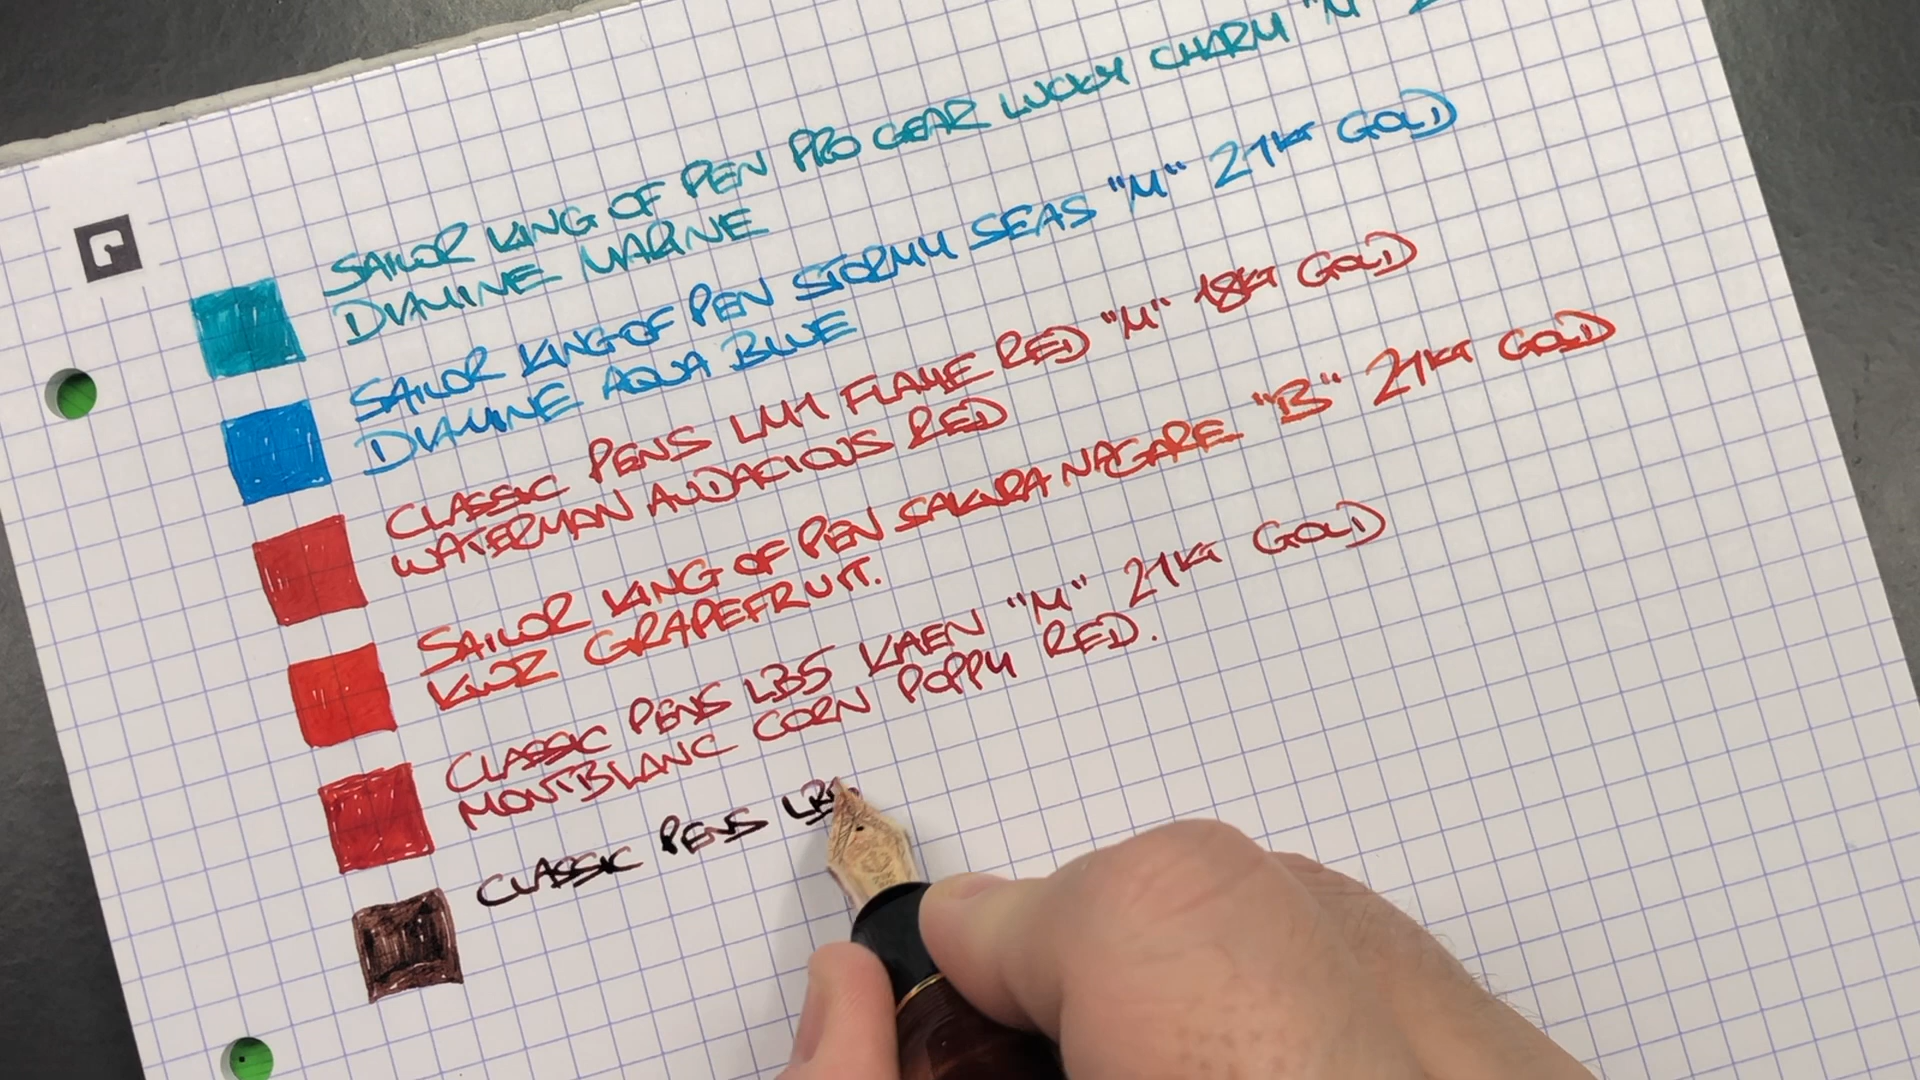 SAILOR KING OF PEN PRO GEAR LUCKY CHARM "M"
DIAMINE MARINE
SAILOR KING OF PEN STORMY SEAS "M" 21KT GOLD
DIAMINE AQUA BLUE
CLASSIC PENS LM1 FLAME RED "M" 18KT GOLD
WATERMAN AUDACIOUS RED
SAILOR KING OF PEN SAKURA NAGARE "B" 21KT GOLD
KWZ GRAPEFRUIT.
CLASSIC PENS LB5 KAEN "M" 21KT GOLD
MONTBLANC CORN POPPY RED.
CLASSIC PENS